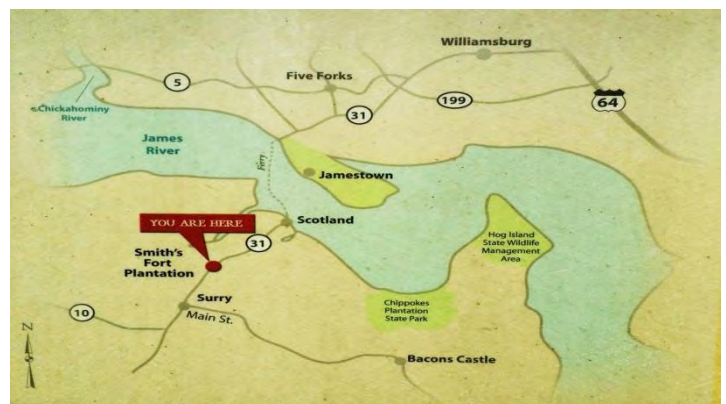 Williamsburg
5
Five Forks
199
64
Chickahominy
River
31
James
River
Ferry
Jamestown
YOU ARE HERE
Scotland
31
Hog Island
State Wildlife
Management
Area
Smith's
Fort
Plantation
Surry
Main St.
10
Chippokes
Plantation
State Park
N
Bacons Castle